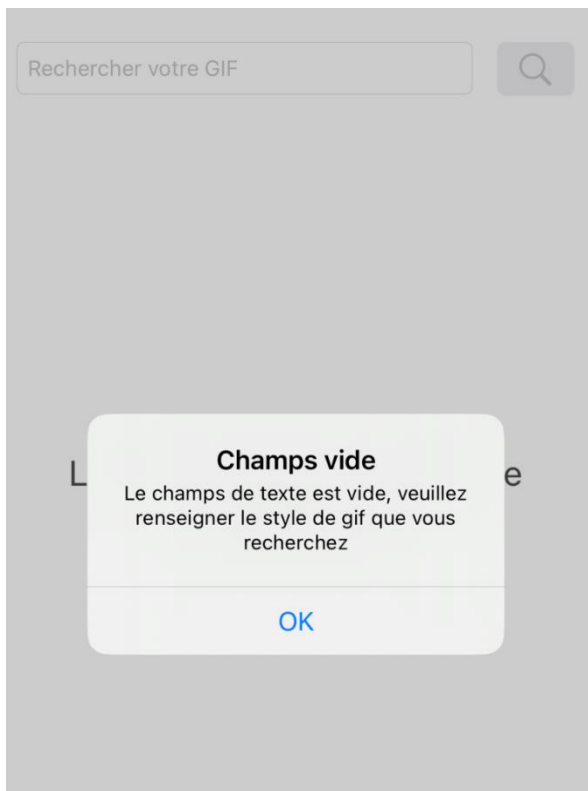 Rechercher votre GIF
Champs vide
Le champs de texte est vide, veuillez
renseigner le style de gif que vous
recherchez
OK